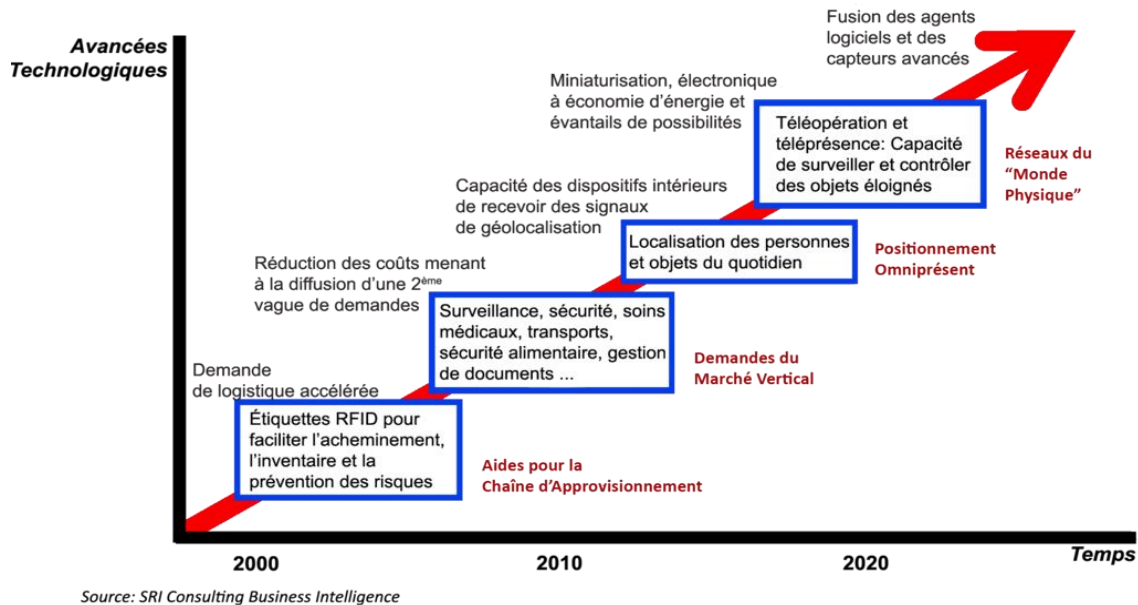 Avancées
Technologiques
Fusion des agents
logiciels et des
capteurs avancés
Miniaturisation, électronique
à économie d'énergie et
évantails de possibilités
Téléopération et
téléprésence: Capacité
de surveiller et contrôler
des objets éloignés
Réseaux du
“Monde
Physique”
Capacité des dispositifs intérieurs
de recevoir des signaux
de géolocalisation
Localisation des personnes
et objets du quotidien
Positionnement
Omniprésent
Réduction des coûts menant
à la diffusion d'une 2ème
vague de demandes
Surveillance, sécurité, soins
médicaux, transports,
sécurité alimentaire, gestion
de documents ...
Demandes du
Marché Vertical
Demande
de logistique accélérée
Étiquettes RFID pour
faciliter l'acheminement,
l'inventaire et la
prévention des risques
Aides pour la
Chaîne d'Approvisionnement
2000
2010
2020
Temps
Source: SRI Consulting Business Intelligence